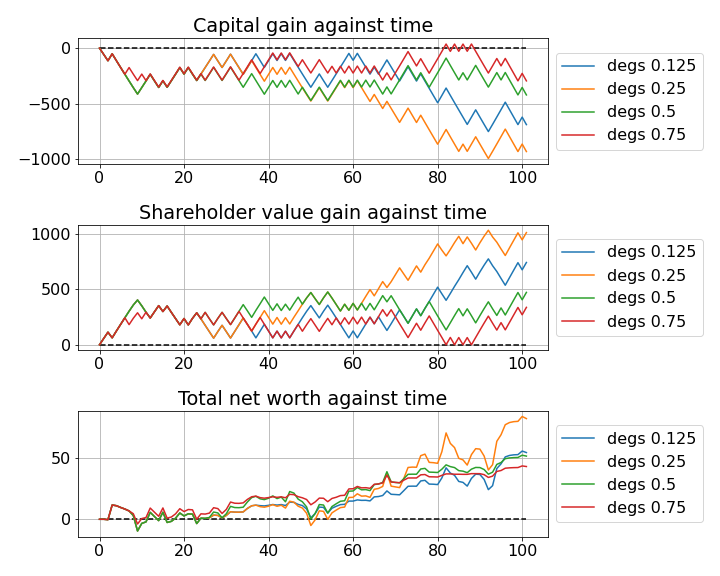 Capital gain against time
0
−500
−1000
0 20 40 60 80 100
degs 0.125
degs 0.25
degs 0.5
degs 0.75
Shareholder value gain against time
1000
500
0
0 20 40 60 80 100
degs 0.125
degs 0.25
degs 0.5
degs 0.75
Total net worth against time
50
0
0 20 40 60 80 100
degs 0.125
degs 0.25
degs 0.5
degs 0.75